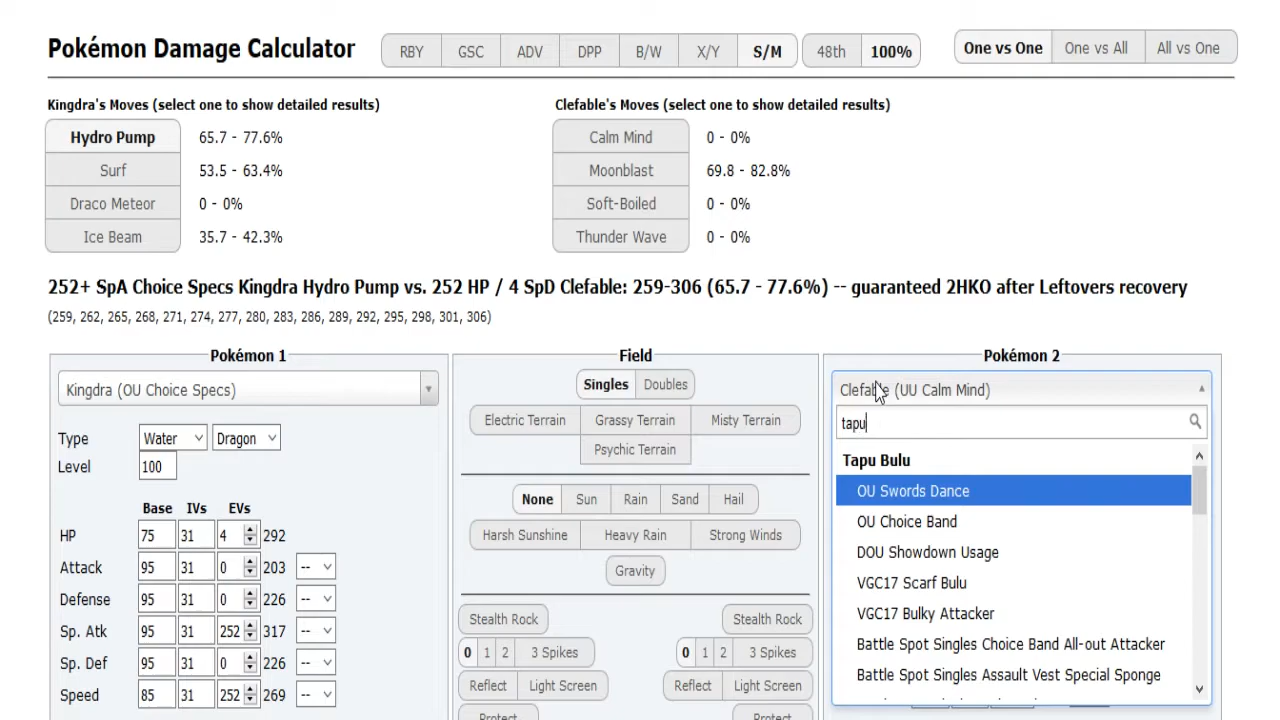 Pokémon Damage Calculator
RBY GSC ADV DPP B/W X/Y S/M 48th 100% One vs One One vs All All vs One
Kingdra's Moves (select one to show detailed results)
Hydro Pump 65.7 - 77.6%
Surf 53.5 - 63.4%
Draco Meteor 0 - 0%
Ice Beam 35.7 - 42.3%
Clefable's Moves (select one to show detailed results)
Calm Mind 0 - 0%
Moonblast 69.8 - 82.8%
Soft-Boiled 0 - 0%
Thunder Wave 0 - 0%
252+ SpA Choice Specs Kingdra Hydro Pump vs. 252 HP / 4 SpD Clefable: 259-306 (65.7 - 77.6%) -- guaranteed 2HKO after Leftovers recovery
(259, 262, 265, 268, 271, 274, 277, 280, 283, 286, 289, 292, 295, 298, 301, 306)
Pokémon 1
Kingdra (OU Choice Specs)
Type Water Dragon
Level 100
Base IVs EVs
HP 75 31 4 292
Attack 95 31 0 203 --
Defense 95 31 0 226 --
Sp. Atk 95 31 252 317 --
Sp. Def 95 31 0 226 --
Speed 85 31 252 269 --
Field
Singles Doubles
Electric Terrain Grassy Terrain Misty Terrain
Psychic Terrain
None Sun Rain Sand Hail
Harsh Sunshine Heavy Rain Strong Winds
Gravity
Stealth Rock Stealth Rock
0 1 2 3 Spikes 0 1 2 3 Spikes
Reflect Light Screen Reflect Light Screen
Protect Protect
Pokémon 2
Clefable (UU Calm Mind)
tapu
Tapu Bulu
OU Swords Dance
OU Choice Band
DOU Showdown Usage
VGC17 Scarf Bulu
VGC17 Bulky Attacker
Battle Spot Singles Choice Band All-out Attacker
Battle Spot Singles Assault Vest Special Sponge